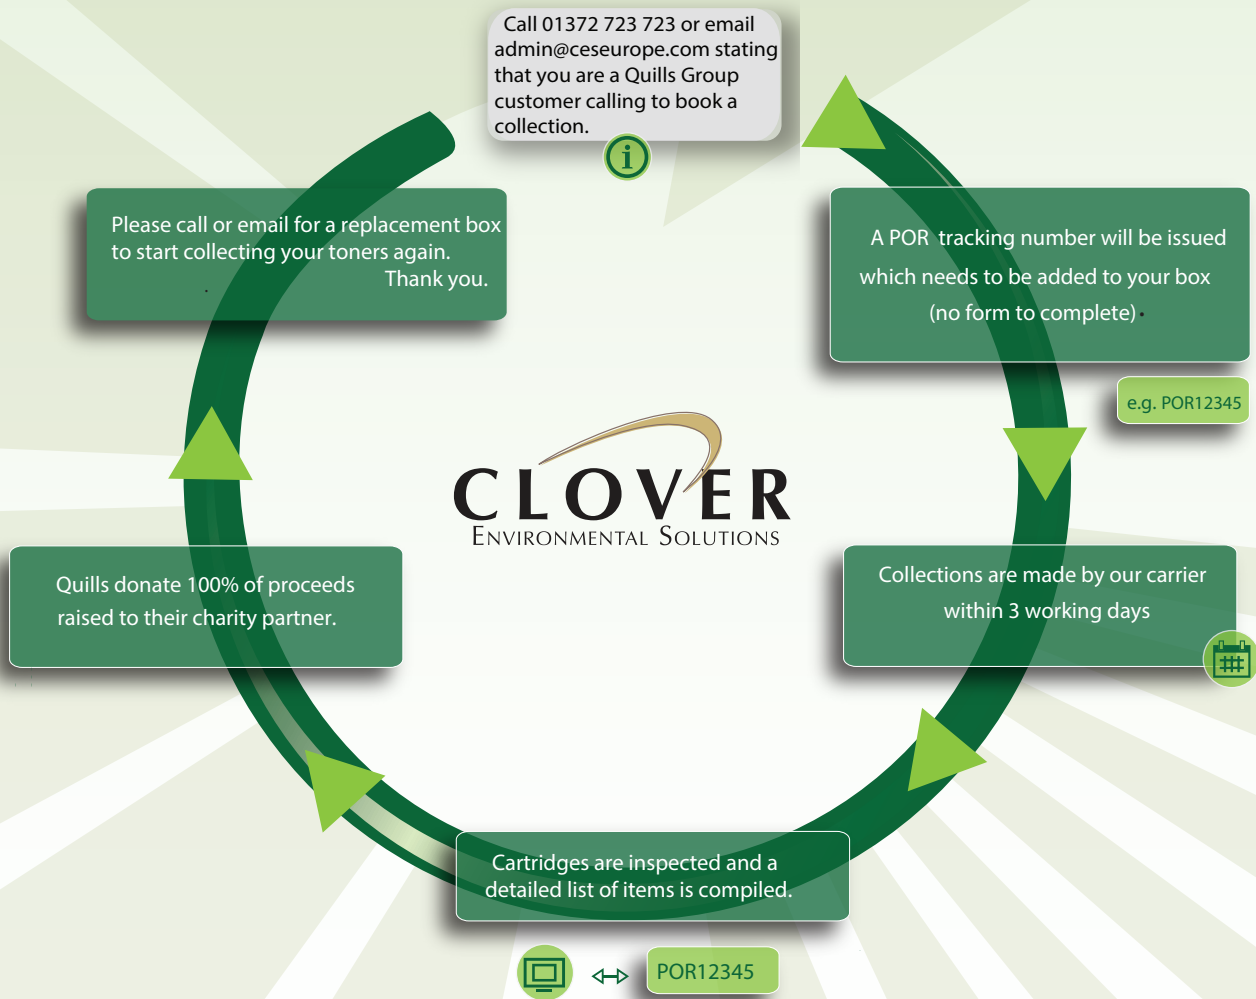 Call 01372 723 723 or email
admin@ceseurope.com stating
that you are a Quills Group
customer calling to book a
collection.
A POR tracking number will be issued
which needs to be added to your box
(no form to complete).
e.g. POR12345
Collections are made by our carrier
within 3 working days
Cartridges are inspected and a
detailed list of items is compiled.
POR12345
Quills donate 100% of proceeds
raised to their charity partner.
Please call or email for a replacement box
to start collecting your toners again.
Thank you.
CLOVER
ENVIRONMENTAL SOLUTIONS